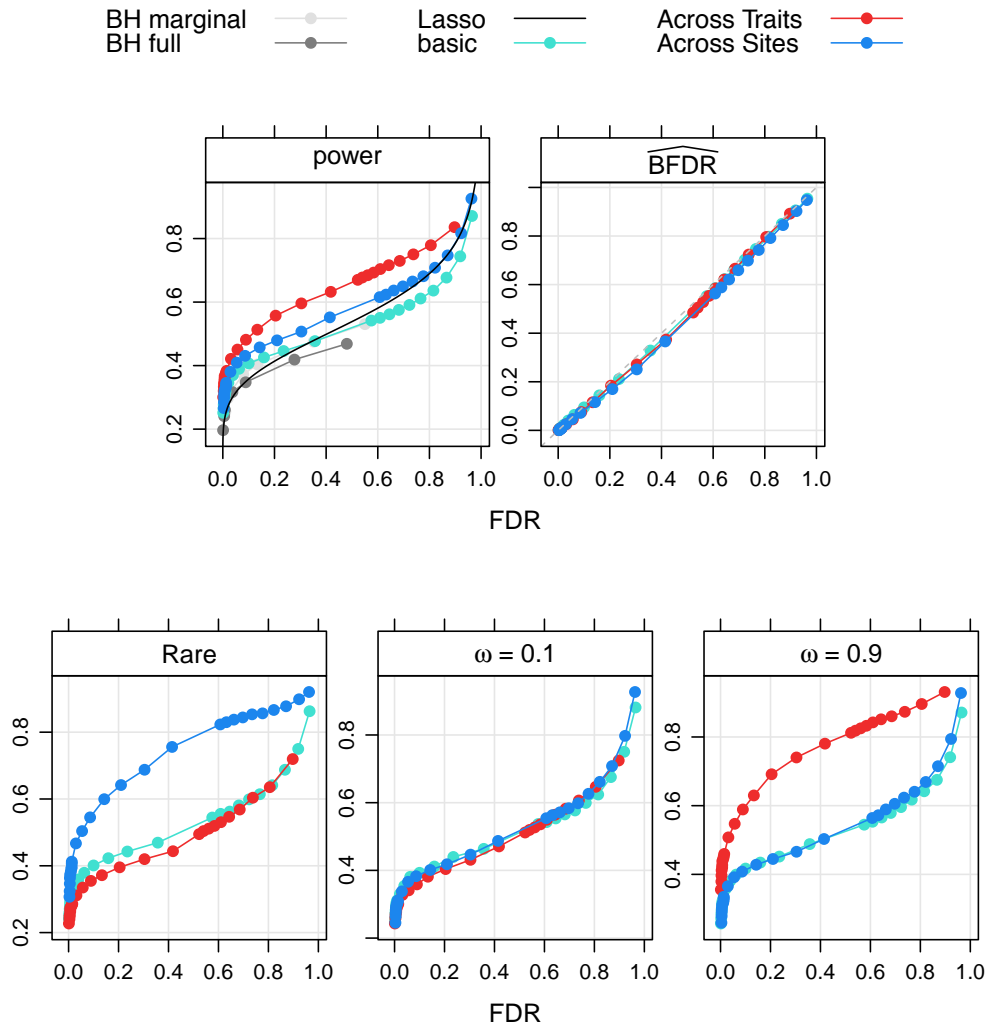 BH marginal Lasso Across Traits
BH full basic Across Sites
power BFDR
0.8 0.8
0.6 0.6
0.4 0.4
0.2 0.2
0.0
0.0 0.2 0.4 0.6 0.8 1.0 0.0 0.2 0.4 0.6 0.8 1.0
FDR
Rare ω = 0.1 ω = 0.9
0.8 0.8 0.8
0.6 0.6 0.6
0.4 0.4 0.4
0.2
0.0 0.2 0.4 0.6 0.8 1.0 0.0 0.2 0.4 0.6 0.8 1.0 0.0 0.2 0.4 0.6 0.8 1.0
FDR